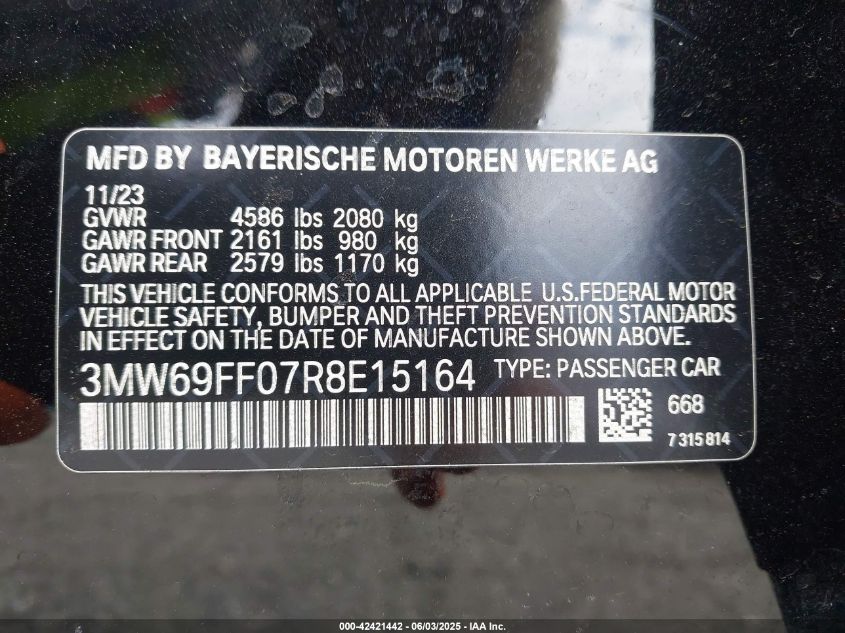 MFD BY BAYERISCHE MOTOREN WERKE AG
11/23
GVWR 4586 lbs 2080 kg
GAWR FRONT 2161 lbs 980 kg
GAWR REAR 2579 lbs 1170 kg
THIS VEHICLE CONFORMS TO ALL APPLICABLE U.S.FEDERAL MOTOR
VEHICLE SAFETY, BUMPER AND THEFT PREVENTION STANDARDS
IN EFFECT ON THE DATE OF MANUFACTURE SHOWN ABOVE.
3MW69FF07R8E15164 TYPE: PASSENGER CAR
668
7 315 814
000-42421442 - 06/03/2025 - IAA Inc.